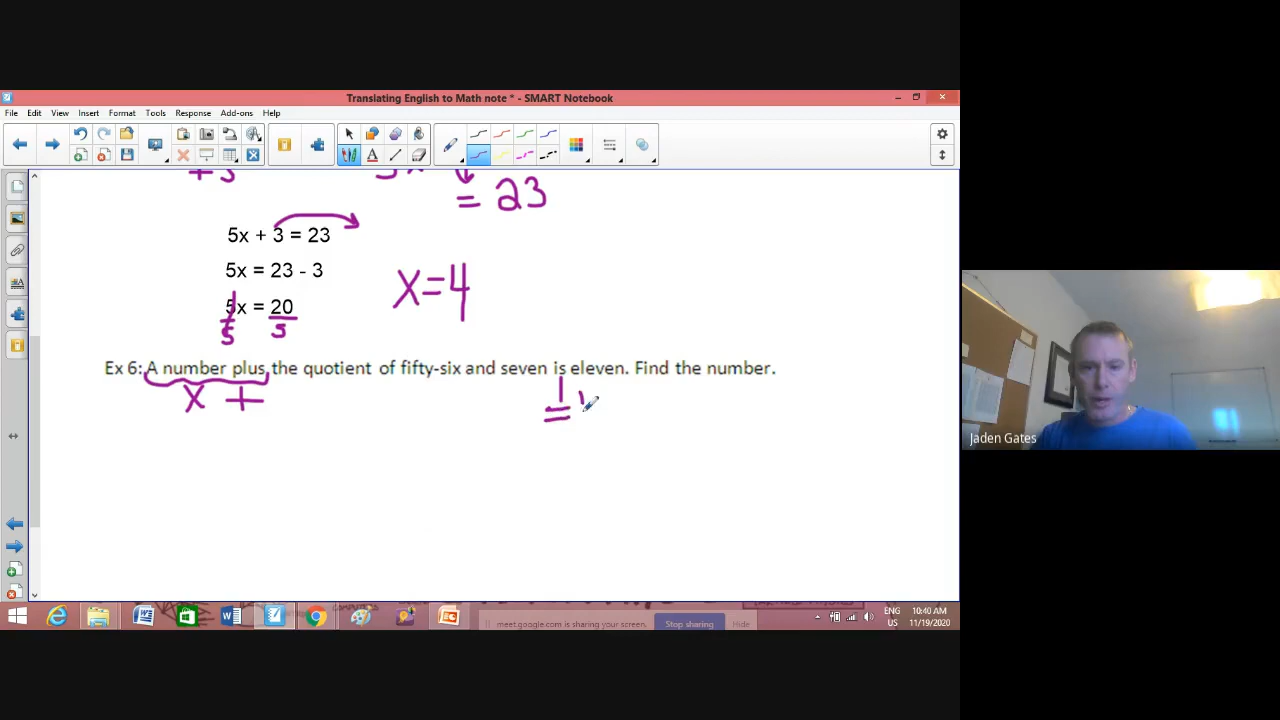 Translating English to Math note * - SMART Notebook
File Edit View Insert Format Tools Response Add-ons Help
= 23
5x + 3 = 23
5x = 23 - 3
x = 4
5x = 20
5 5
Ex 6: A number plus the quotient of fifty-six and seven is eleven. Find the number.
x + =
Jaden Gates
meet.google.com is sharing your screen. Stop sharing Hide
ENG 10:40 AM
US 11/19/2020